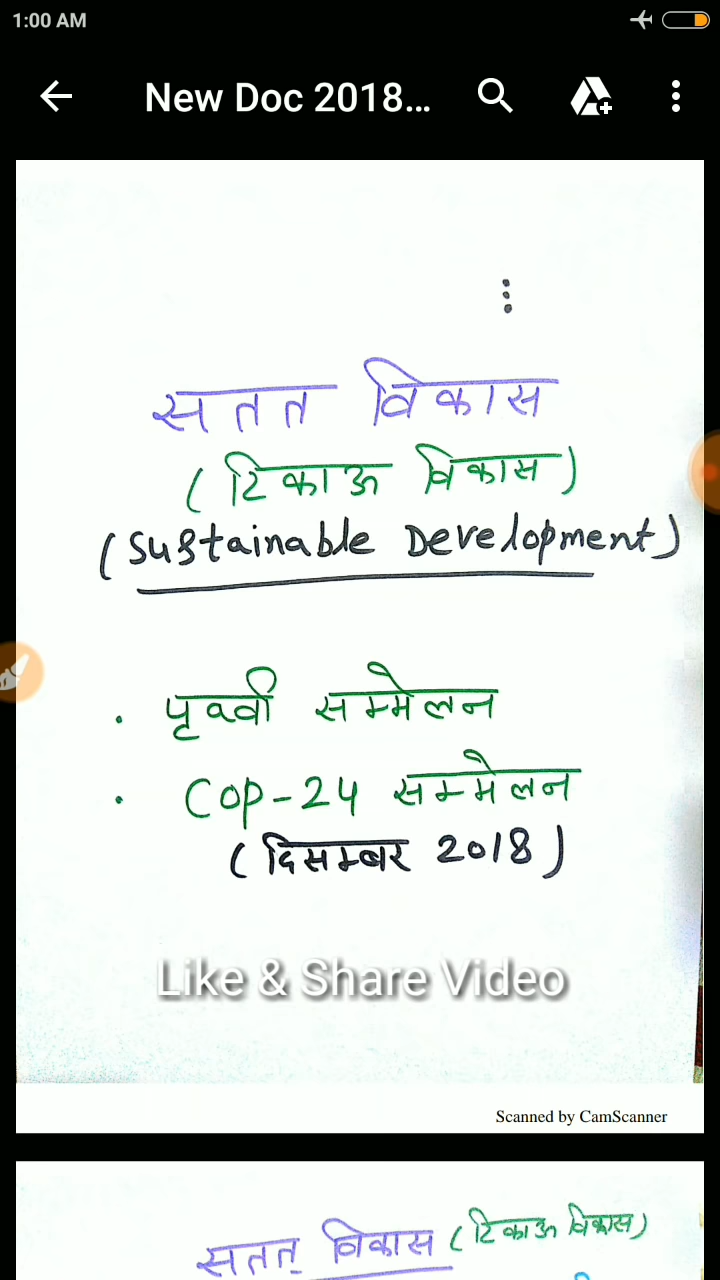 1:00 AM
New Doc 2018...
सतत विकास
(टिकाऊ विकास)
(Sustainable Development)
. पृथ्वी सम्मेलन
. COP-24 सम्मेलन
(दिसम्बर 2018)
Like & Share Video
Scanned by CamScanner
सतत् विकास (टिकाऊ विकास)